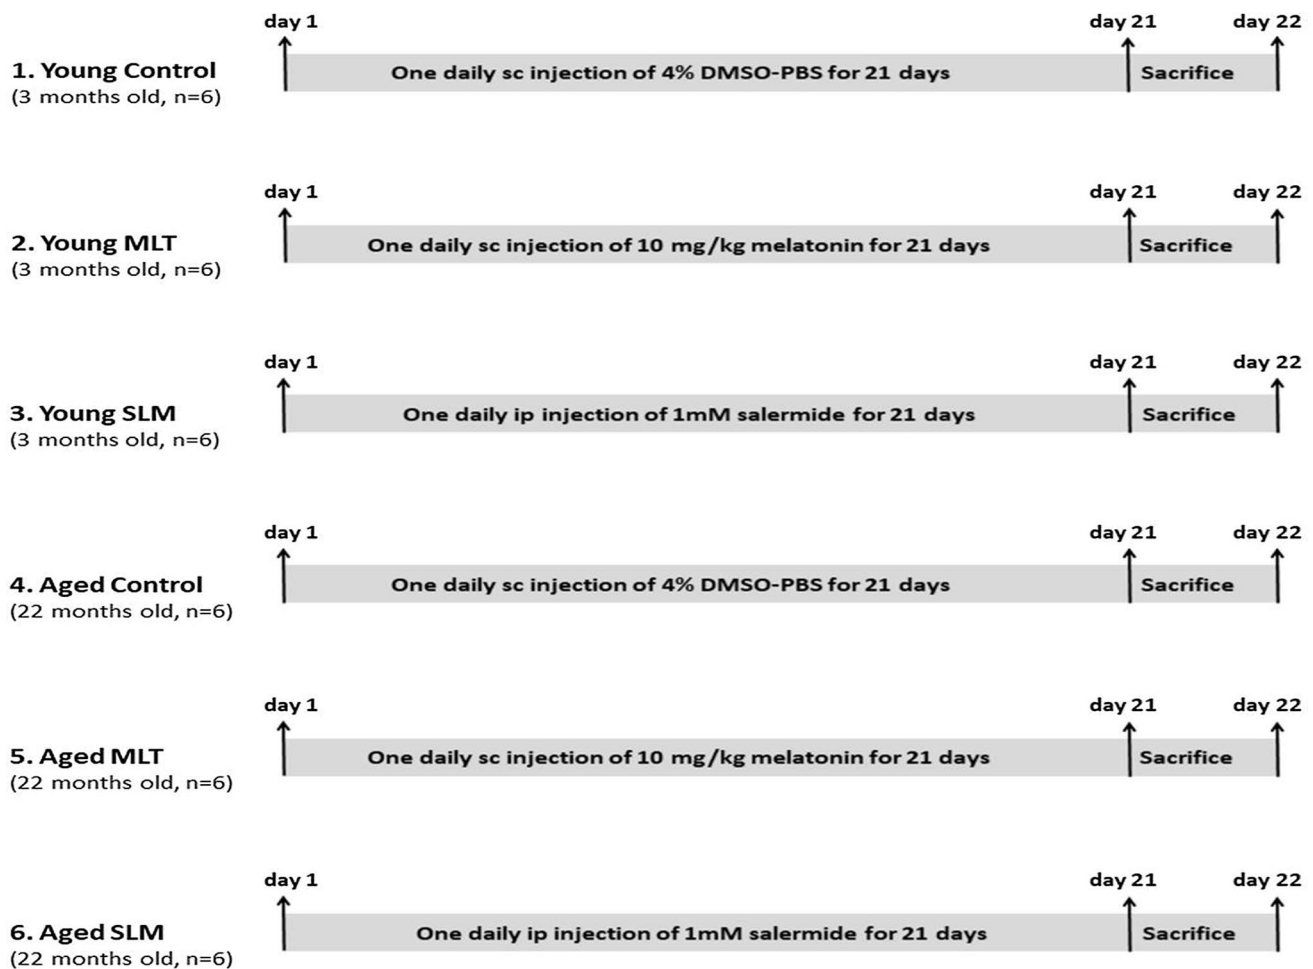 day 1 day 21 day 22
1. Young Control
(3 months old, n=6)
One daily sc injection of 4% DMSO-PBS for 21 days
Sacrifice
day 1 day 21 day 22
2. Young MLT
(3 months old, n=6)
One daily sc injection of 10 mg/kg melatonin for 21 days
Sacrifice
day 1 day 21 day 22
3. Young SLM
(3 months old, n=6)
One daily ip injection of 1mM salermide for 21 days
Sacrifice
day 1 day 21 day 22
4. Aged Control
(22 months old, n=6)
One daily sc injection of 4% DMSO-PBS for 21 days
Sacrifice
day 1 day 21 day 22
5. Aged MLT
(22 months old, n=6)
One daily sc injection of 10 mg/kg melatonin for 21 days
Sacrifice
day 1 day 21 day 22
6. Aged SLM
(22 months old, n=6)
One daily ip injection of 1mM salermide for 21 days
Sacrifice